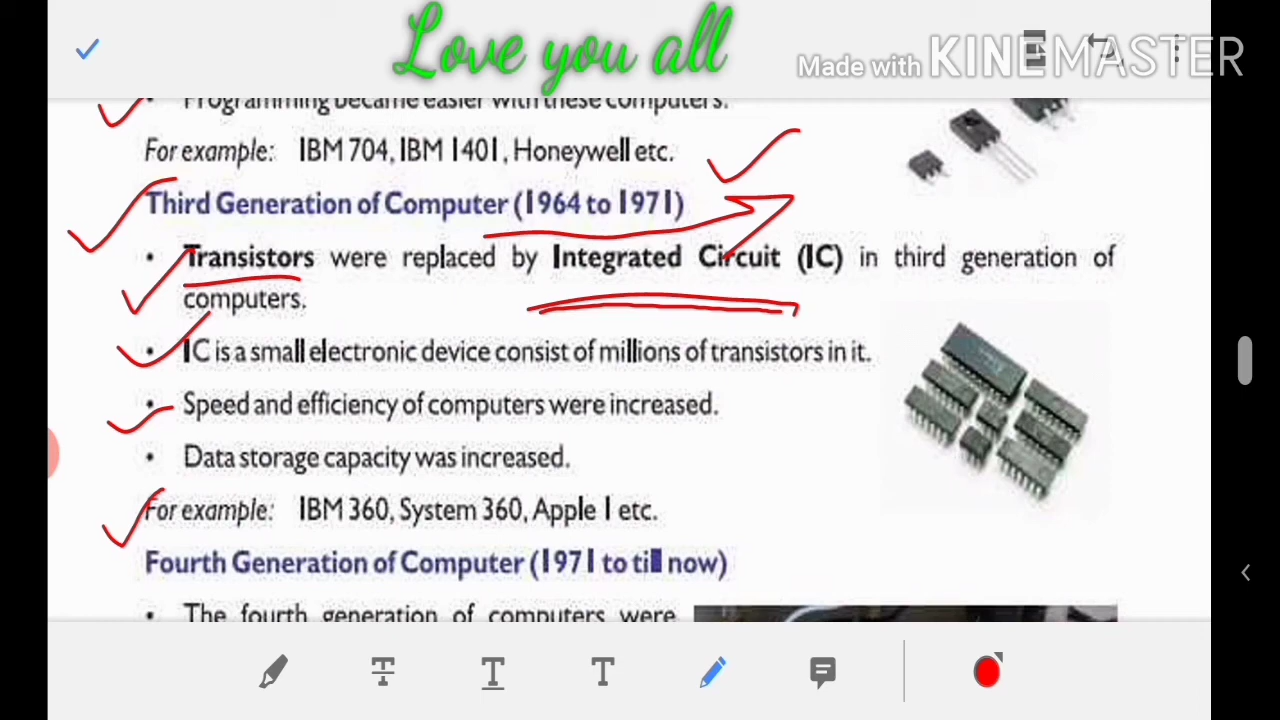 Love you all
Made with KINEMASTER
• Programming became easier with these computers.
For example: IBM 704, IBM 1401, Honeywell etc.
Third Generation of Computer (1964 to 1971)
• Transistors were replaced by Integrated Circuit (IC) in third generation of
computers.
• IC is a small electronic device consist of millions of transistors in it.
• Speed and efficiency of computers were increased.
• Data storage capacity was increased.
For example: IBM 360, System 360, Apple 1 etc.
Fourth Generation of Computer (1971 to till now)
• The fourth generation of computers were
T T T